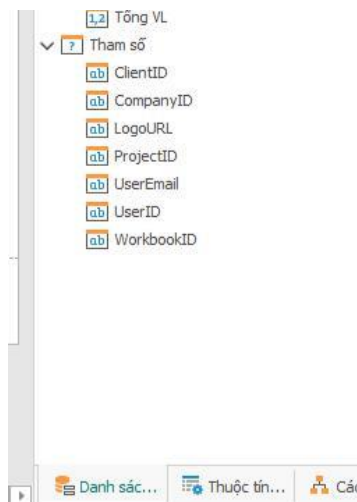 1,2 Tổng VL
? Tham số
ab ClientID
ab CompanyID
ab LogoURL
ab ProjectID
ab UserEmail
ab UserID
ab WorkbookID
Danh sác... Thuộc tín... Các